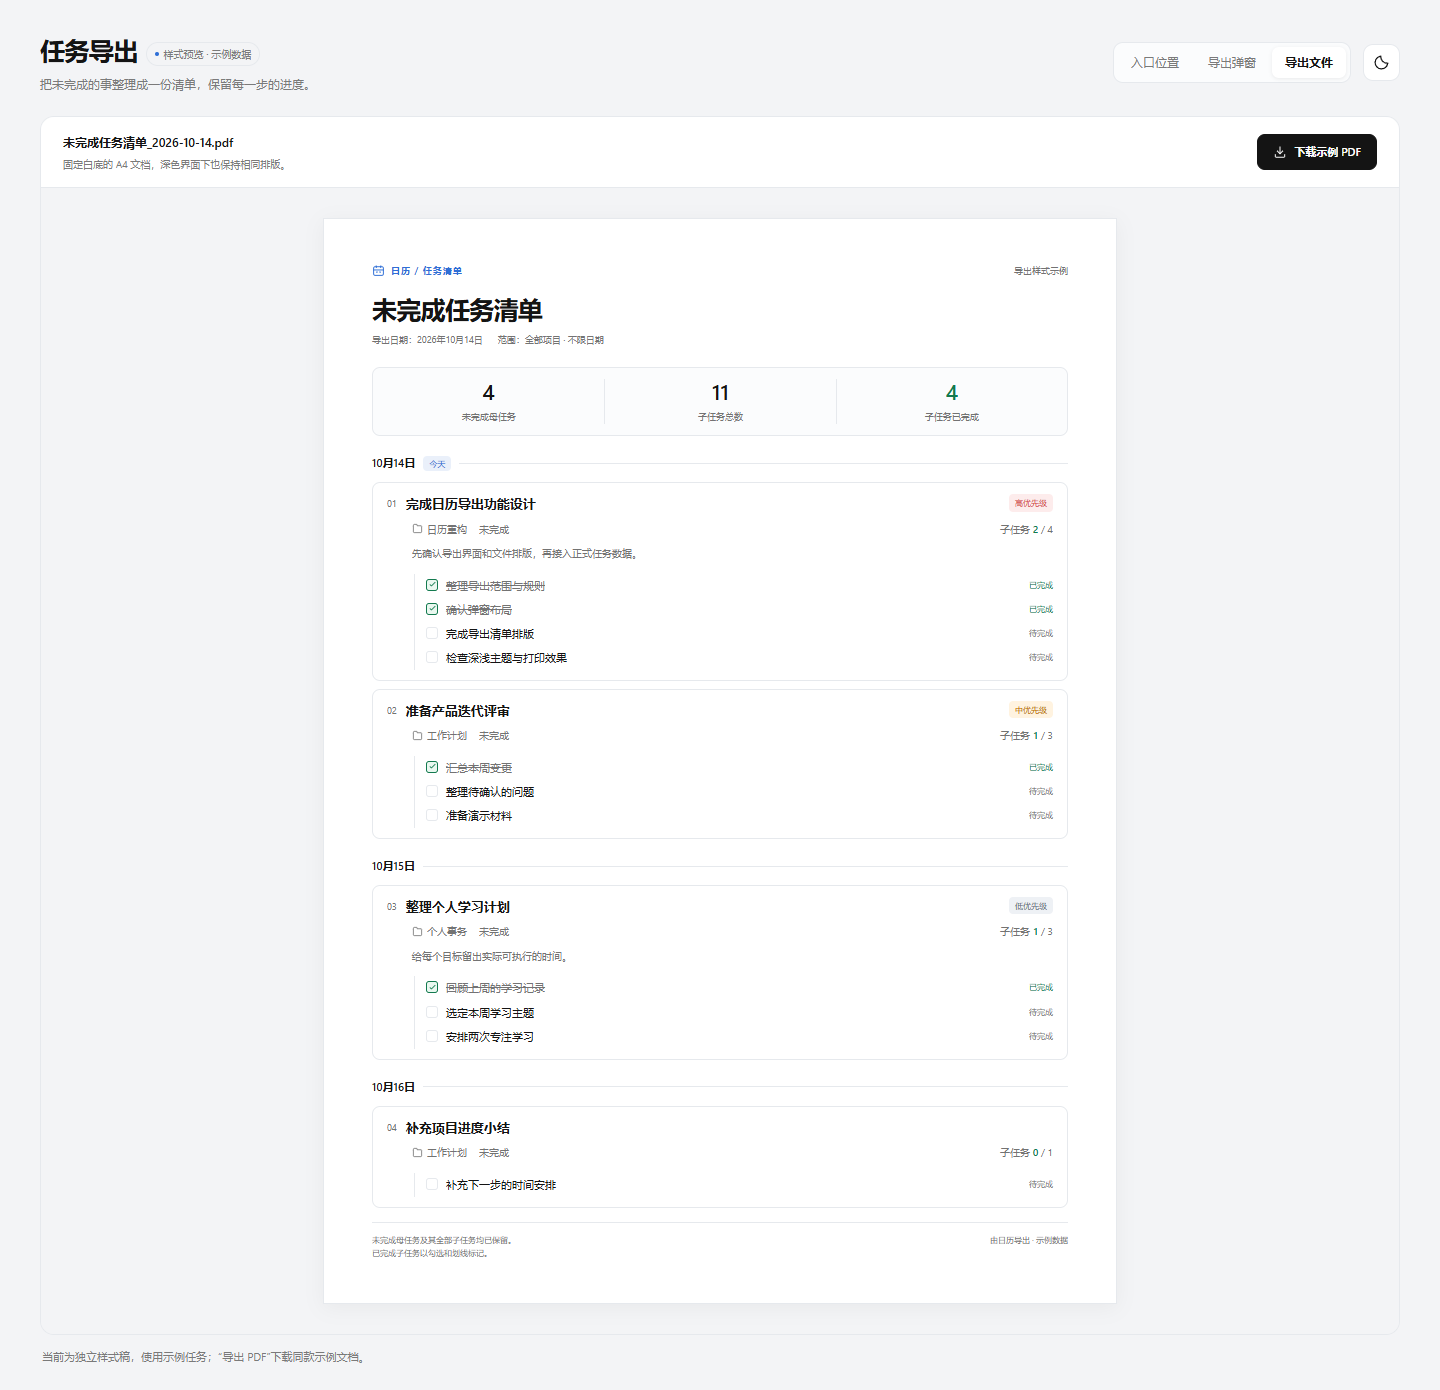 任务导出
样式预览 · 示例数据
把未完成的事整理成一份清单，保留每一步的进度。
入口位置
导出弹窗
导出文件
未完成任务清单_2026-10-14.pdf
固定白底的 A4 文档，深色界面下也保持相同排版。
下载示例 PDF
日历 / 任务清单
导出样式示例
未完成任务清单
导出日期：2026年10月14日 范围：全部项目 · 不限日期
4
未完成母任务
11
子任务总数
4
子任务已完成
10月14日 今天
01 完成日历导出功能设计 高优先级
日历重构 未完成 子任务 2 / 4
先确认导出界面和文件排版，再接入正式任务数据。
整理导出范围与规则 已完成
确认弹窗布局 已完成
完成导出清单排版 待完成
检查深浅主题与打印效果 待完成
02 准备产品迭代评审 中优先级
工作计划 未完成 子任务 1 / 3
汇总本周变更 已完成
整理待确认的问题 待完成
准备演示材料 待完成
10月15日
03 整理个人学习计划 低优先级
个人事务 未完成 子任务 1 / 3
给每个目标留出实际可执行的时间。
回顾上周的学习记录 已完成
选定本周学习主题 待完成
安排两次专注学习 待完成
10月16日
04 补充项目进度小结
工作计划 未完成 子任务 0 / 1
补充下一步的时间安排 待完成
未完成母任务及其全部子任务均已保留。
已完成子任务以勾选和划线标记。
由日历导出 · 示例数据
当前为独立样式稿，使用示例任务；“导出 PDF”下载同款示例文档。